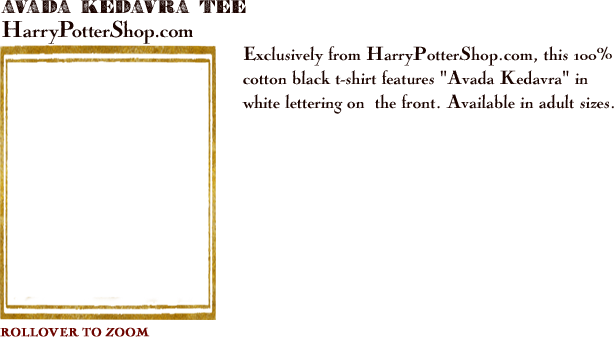 AVADA KEDAVRA TEE
HarryPotterShop.com
Exclusively from HarryPotterShop.com, this 100%
cotton black t-shirt features "Avada Kedavra" in
white lettering on the front. Available in adult sizes.
ROLLOVER TO ZOOM